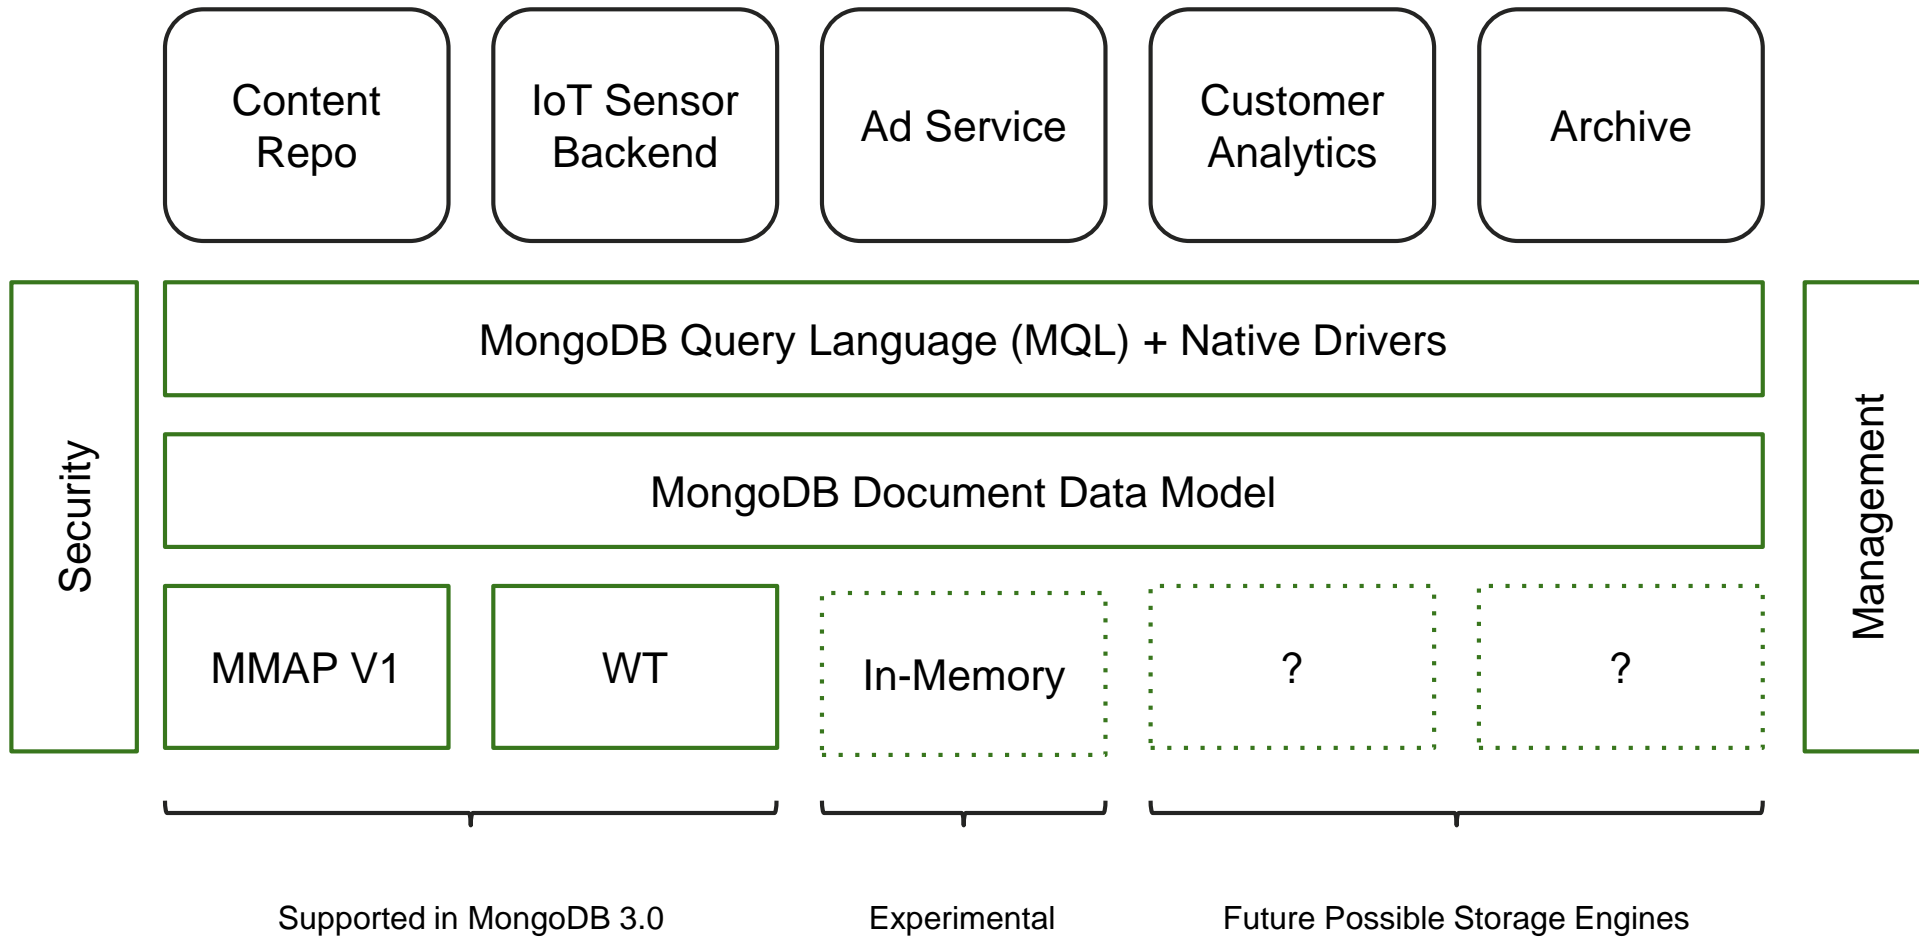 Content
Repo
IoT Sensor
Backend
Ad Service
Customer
Analytics
Archive
Security
MongoDB Query Language (MQL) + Native Drivers
MongoDB Document Data Model
Management
MMAP V1
WT
In-Memory
?
?
Supported in MongoDB 3.0
Experimental
Future Possible Storage Engines